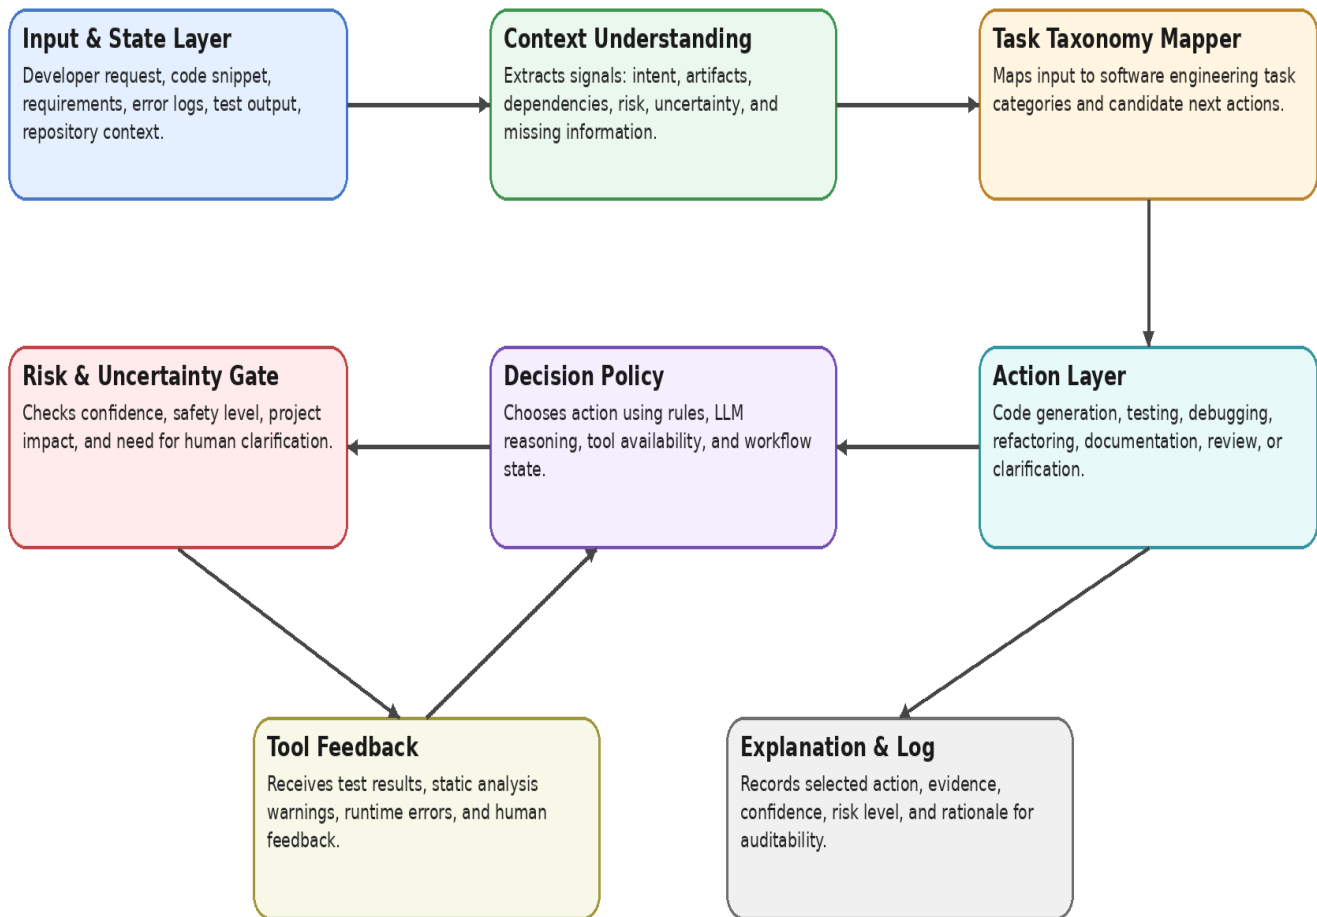 Input & State Layer
Developer request, code snippet,
requirements, error logs, test output,
repository context.
Context Understanding
Extracts signals: intent, artifacts,
dependencies, risk, uncertainty, and
missing information.
Task Taxonomy Mapper
Maps input to software engineering task
categories and candidate next actions.
Risk & Uncertainty Gate
Checks confidence, safety level, project
impact, and need for human clarification.
Decision Policy
Chooses action using rules, LLM
reasoning, tool availability, and workflow
state.
Action Layer
Code generation, testing, debugging,
refactoring, documentation, review, or
clarification.
Tool Feedback
Receives test results, static analysis
warnings, runtime errors, and human
feedback.
Explanation & Log
Records selected action, evidence,
confidence, risk level, and rationale for
auditability.